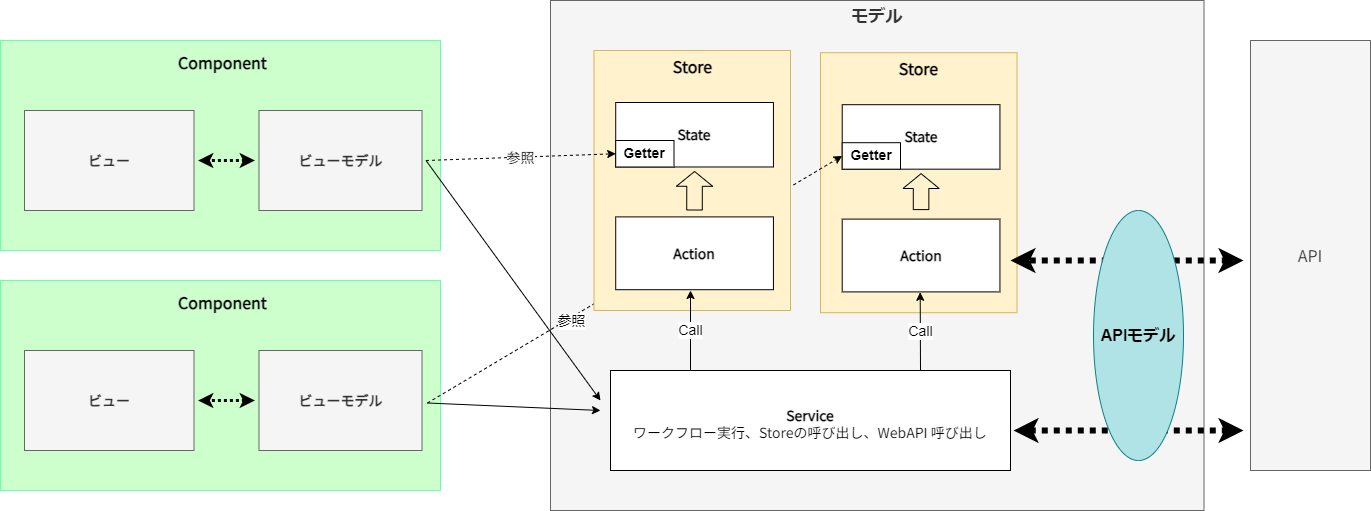 モデル
Component
ビュー
ビューモデル
参照
Store
State
Getter
Action
Call
Store
State
Getter
Action
Call
Component
ビュー
ビューモデル
参照
Service
ワークフロー実行、Storeの呼び出し、WebAPI 呼び出し
APIモデル
API